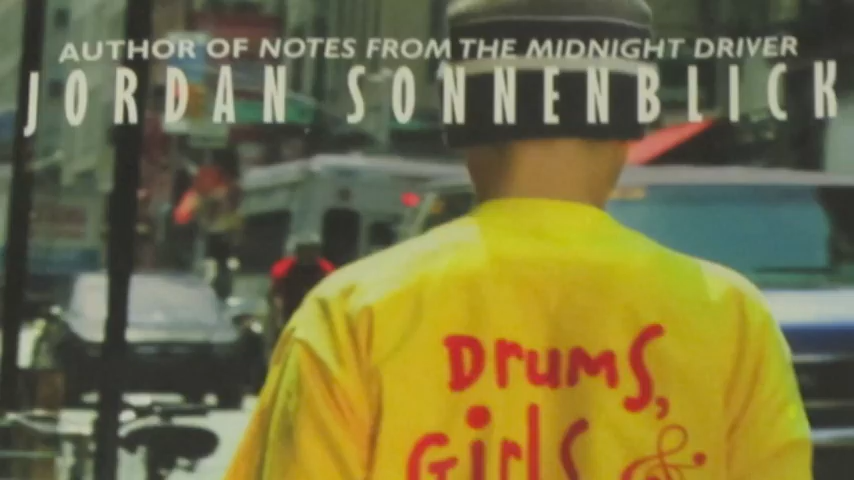 AUTHOR OF NOTES FROM THE MIDNIGHT DRIVER
JORDAN SONNENBLICK
Drums,
Girls &